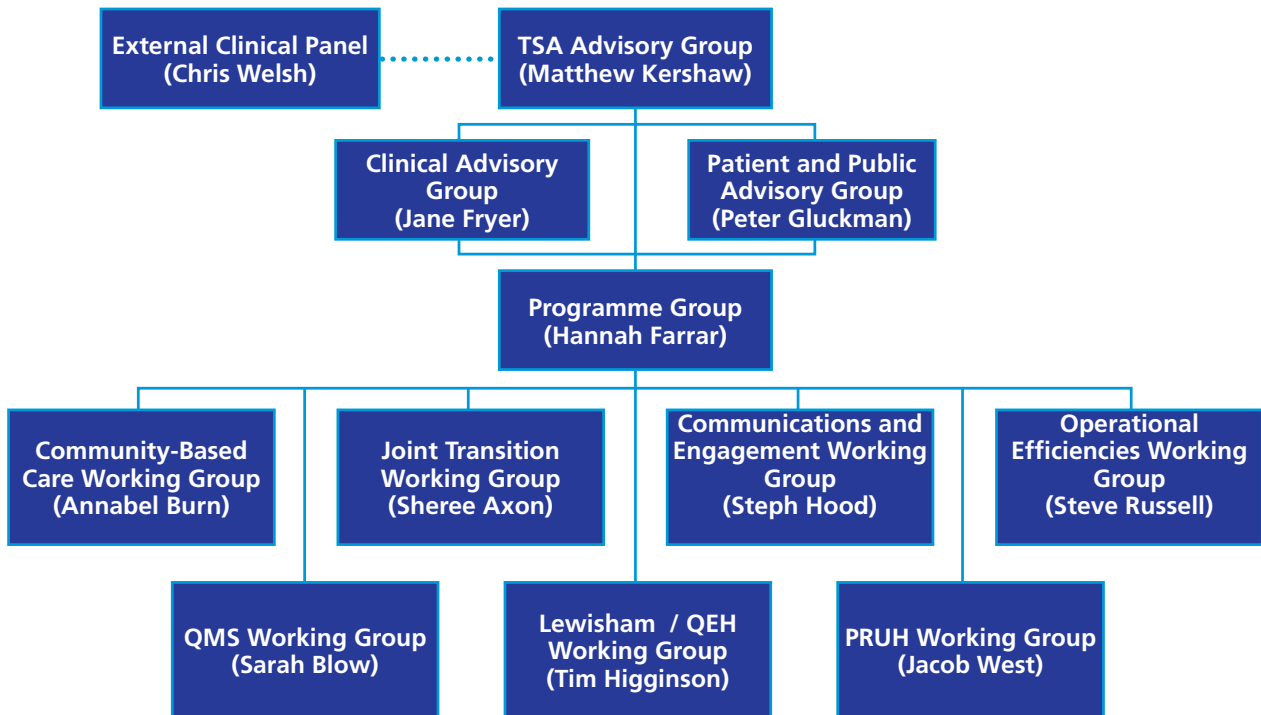 External Clinical Panel
(Chris Welsh)
TSA Advisory Group
(Matthew Kershaw)
Clinical Advisory
Group
(Jane Fryer)
Patient and Public
Advisory Group
(Peter Gluckman)
Programme Group
(Hannah Farrar)
Community-Based
Care Working Group
(Annabel Burn)
Joint Transition
Working Group
(Sheree Axon)
Communications and
Engagement Working
Group
(Steph Hood)
Operational
Efficiencies Working
Group
(Steve Russell)
QMS Working Group
(Sarah Blow)
Lewisham / QEH
Working Group
(Tim Higginson)
PRUH Working Group
(Jacob West)